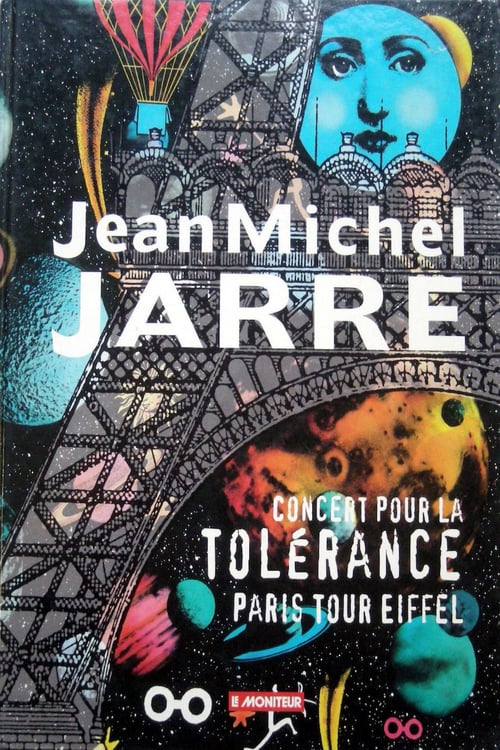 Jean Michel
JARRE
CONCERT POUR LA
TOLÉRANCE
PARIS TOUR EIFFEL
LE MONITEUR